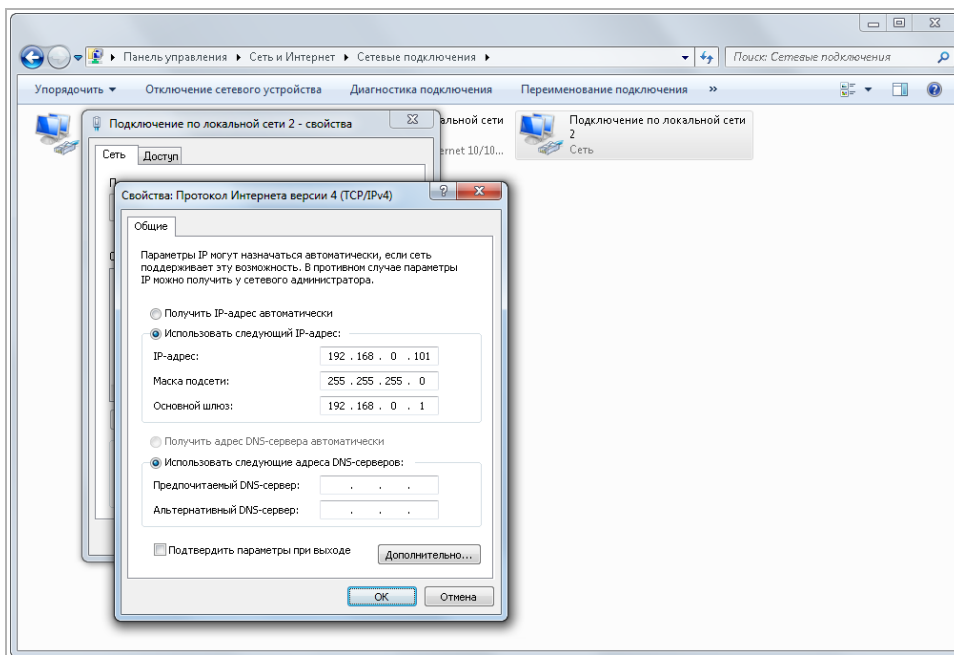 Панель управления ▸ Сеть и Интернет ▸ Сетевые подключения ▸
Поиск: Сетевые подключения
Упорядочить ▾ Отключение сетевого устройства Диагностика подключения Переименование подключения »
Подключение по локальной сети 2 - свойства
альной сети
ernet 10/10...
Подключение по локальной сети
2
Сеть
Сеть Доступ
Свойства: Протокол Интернета версии 4 (TCP/IPv4)
Общие
Параметры IP могут назначаться автоматически, если сеть
поддерживает эту возможность. В противном случае параметры
IP можно получить у сетевого администратора.
Получить IP-адрес автоматически
Использовать следующий IP-адрес:
IP-адрес: 192 . 168 . 0 . 101
Маска подсети: 255 . 255 . 255 . 0
Основной шлюз: 192 . 168 . 0 . 1
Получить адрес DNS-сервера автоматически
Использовать следующие адреса DNS-серверов:
Предпочитаемый DNS-сервер: . . .
Альтернативный DNS-сервер: . . .
Подтвердить параметры при выходе
Дополнительно...
ОК Отмена